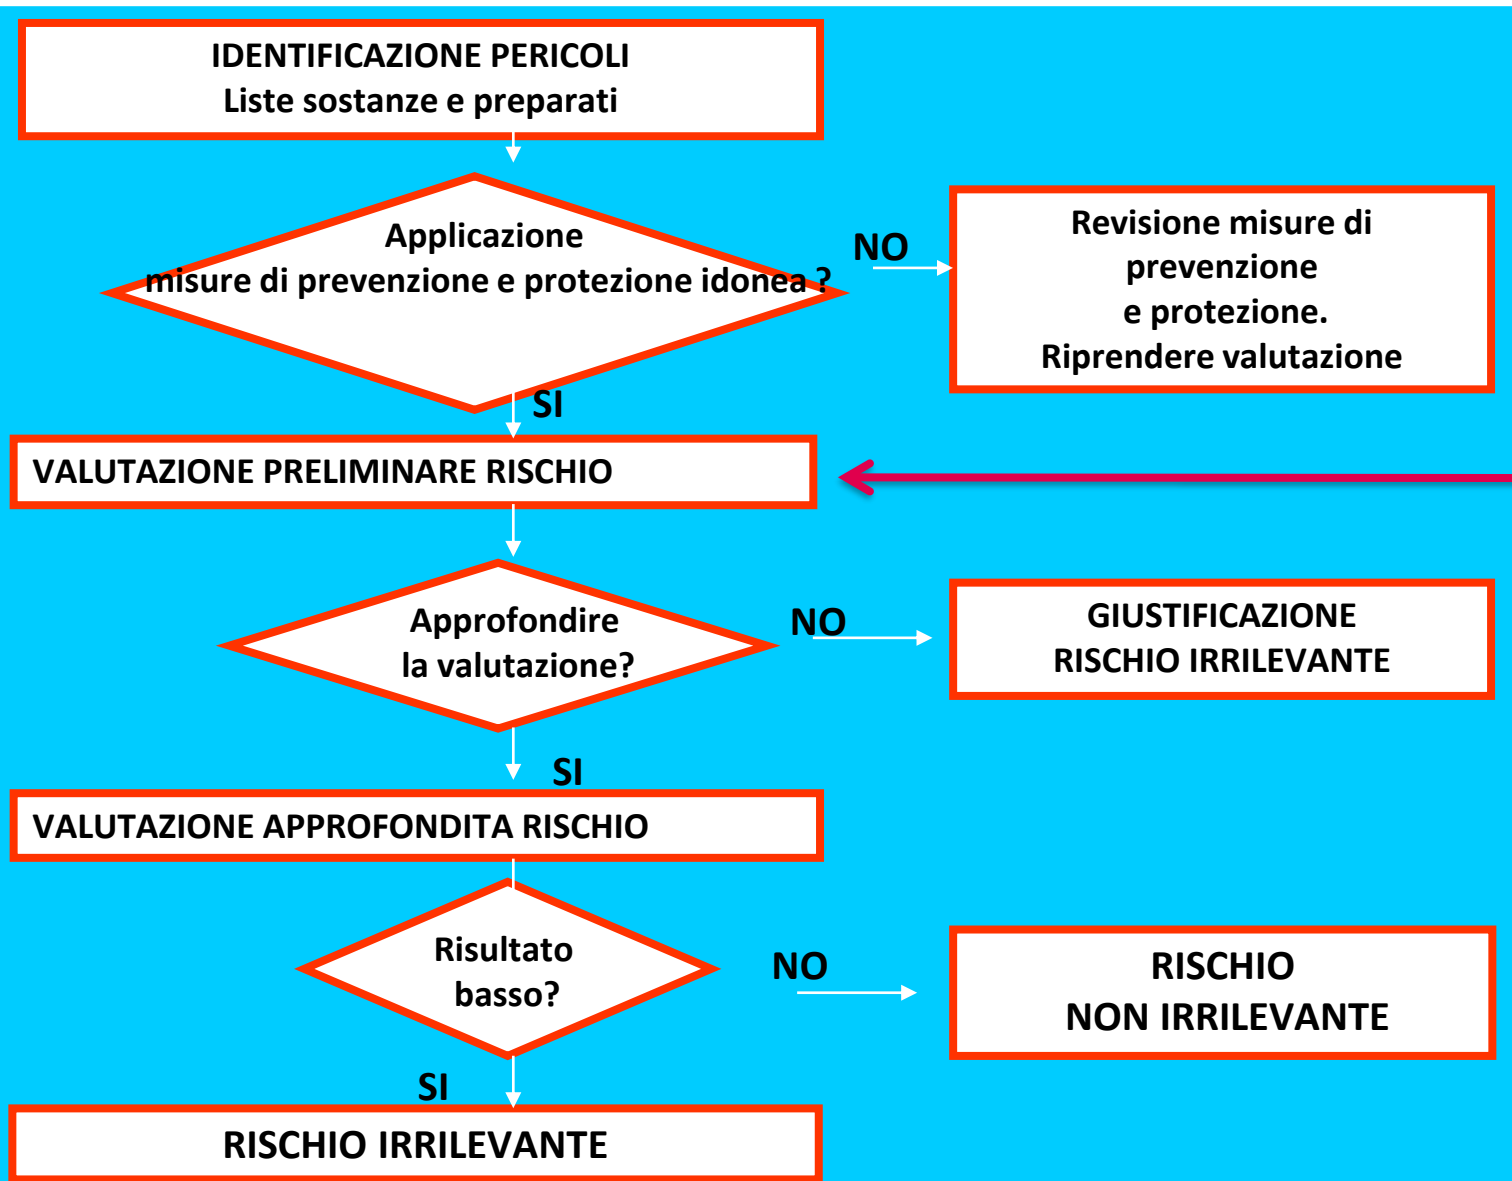 IDENTIFICAZIONE PERICOLI
Liste sostanze e preparati
Applicazione
misure di prevenzione e protezione idonea ?
NO
Revisione misure di
prevenzione
e protezione.
Riprendere valutazione
SI
VALUTAZIONE PRELIMINARE RISCHIO
Approfondire
la valutazione?
NO
GIUSTIFICAZIONE
RISCHIO IRRILEVANTE
SI
VALUTAZIONE APPROFONDITA RISCHIO
Risultato
basso?
NO
RISCHIO
NON IRRILEVANTE
SI
RISCHIO IRRILEVANTE